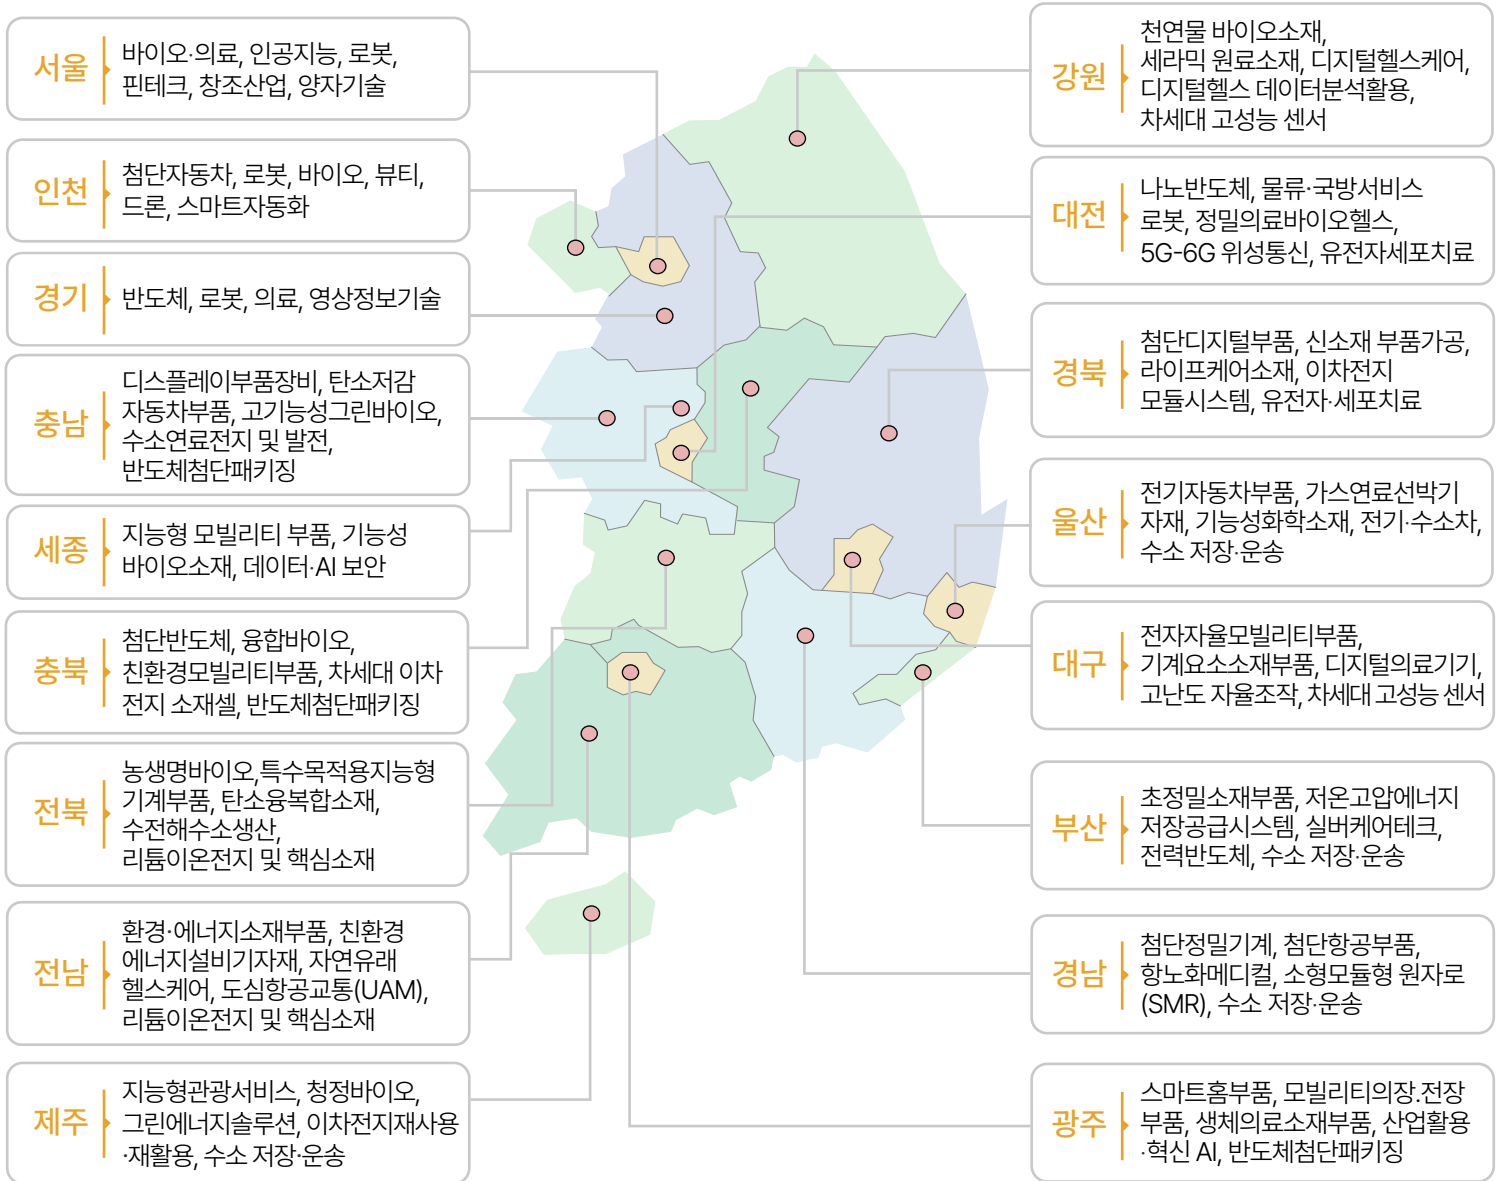 서울
바이오·의료, 인공지능, 로봇,
핀테크, 창조산업, 양자기술
인천
첨단자동차, 로봇, 바이오, 뷰티,
드론, 스마트자동화
경기
반도체, 로봇, 의료, 영상정보기술
충남
디스플레이부품장비, 탄소저감
자동차부품, 고기능성그린바이오,
수소연료전지 및 발전,
반도체첨단패키징
세종
지능형 모빌리티 부품, 기능성
바이오소재, 데이터·AI 보안
충북
첨단반도체, 융합바이오,
친환경모빌리티부품, 차세대 이차
전지 소재셀, 반도체첨단패키징
전북
농생명바이오,특수목적용지능형
기계부품, 탄소융복합소재,
수전해수소생산,
리튬이온전지 및 핵심소재
전남
환경·에너지소재부품, 친환경
에너지설비기자재, 자연유래
헬스케어, 도심항공교통(UAM),
리튬이온전지 및 핵심소재
제주
지능형관광서비스, 청정바이오,
그린에너지솔루션, 이차전지재사용
·재활용, 수소 저장·운송
강원
천연물 바이오소재,
세라믹 원료소재, 디지털헬스케어,
디지털헬스 데이터분석활용,
차세대 고성능 센서
대전
나노반도체, 물류·국방서비스
로봇, 정밀의료바이오헬스,
5G-6G 위성통신, 유전자세포치료
경북
첨단디지털부품, 신소재 부품가공,
라이프케어소재, 이차전지
모듈시스템, 유전자·세포치료
울산
전기자동차부품, 가스연료선박기
자재, 기능성화학소재, 전기·수소차,
수소 저장·운송
대구
전자자율모빌리티부품,
기계요소소재부품, 디지털의료기기,
고난도 자율조작, 차세대 고성능 센서
부산
초정밀소재부품, 저온고압에너지
저장공급시스템, 실버케어테크,
전력반도체, 수소 저장·운송
경남
첨단정밀기계, 첨단항공부품,
항노화메디컬, 소형모듈형 원자로
(SMR), 수소 저장·운송
광주
스마트홈부품, 모빌리티의장.전장
부품, 생체의료소재부품, 산업활용
·혁신 AI, 반도체첨단패키징